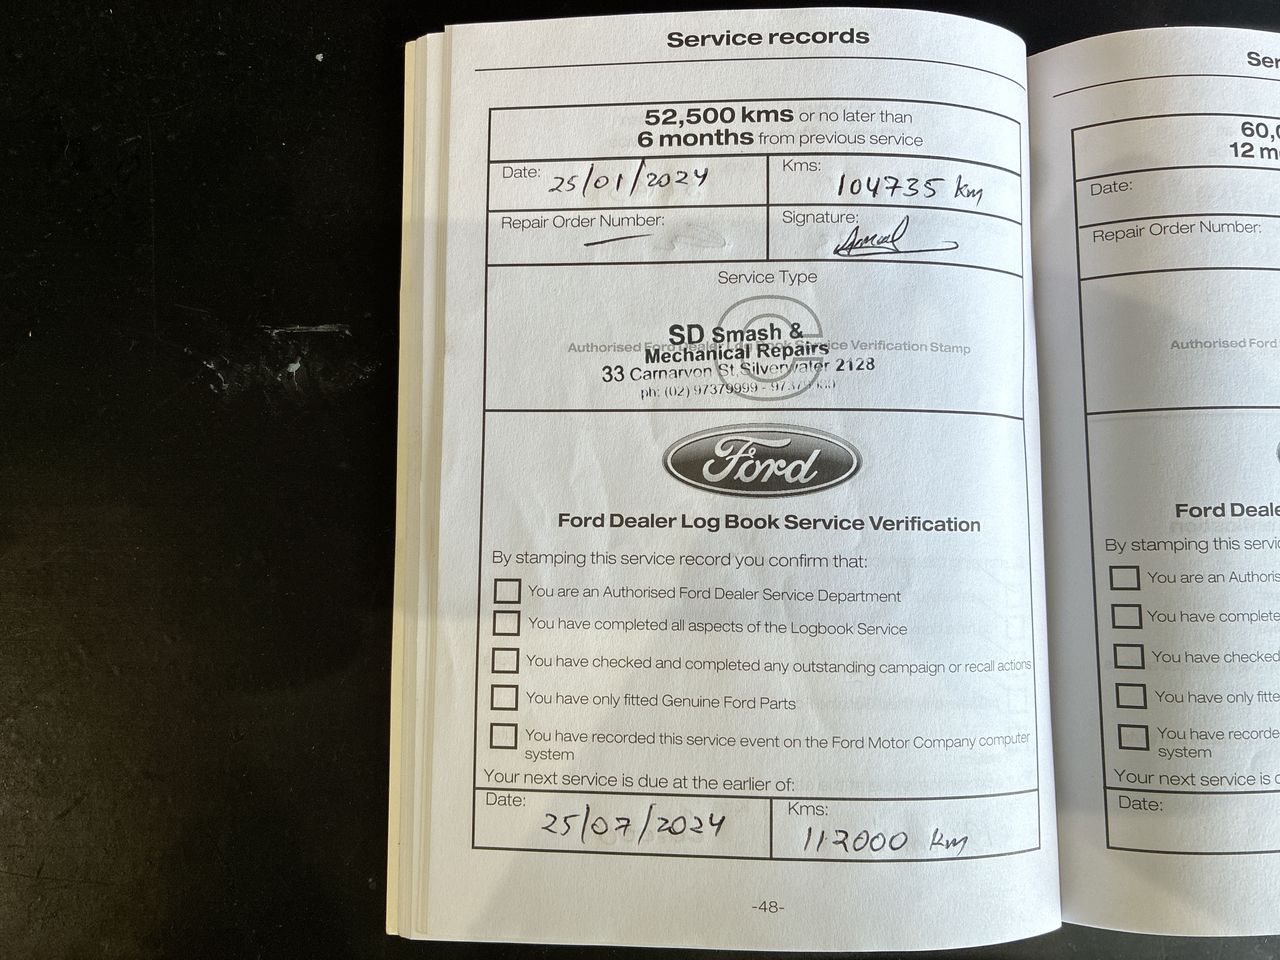 Service records
52,500 kms or no later than
6 months from previous service
Date: 25/01/2024
Kms: 104735 km
Repair Order Number: —
Signature:
Service Type
Authorised Ford Dealer Log Book Service Verification Stamp
SD Smash &
Mechanical Repairs
33 Carnarvon St, Silverwater 2128
ph: (02) 97379999 -
Ford
Ford Dealer Log Book Service Verification
By stamping this service record you confirm that:
You are an Authorised Ford Dealer Service Department
You have completed all aspects of the Logbook Service
You have checked and completed any outstanding campaign or recall actions
You have only fitted Genuine Ford Parts
You have recorded this service event on the Ford Motor Company computer
system
Your next service is due at the earlier of:
Date: 25/07/2024
Kms: 112000 km
-48-
Ser
60,0
12 m
Date:
Repair Order Number:
Authorised Ford
Ford Deale
By stamping this servic
You are an Authoris
You have complete
You have checked
You have only fitte
You have recorde
system
Your next service is d
Date: